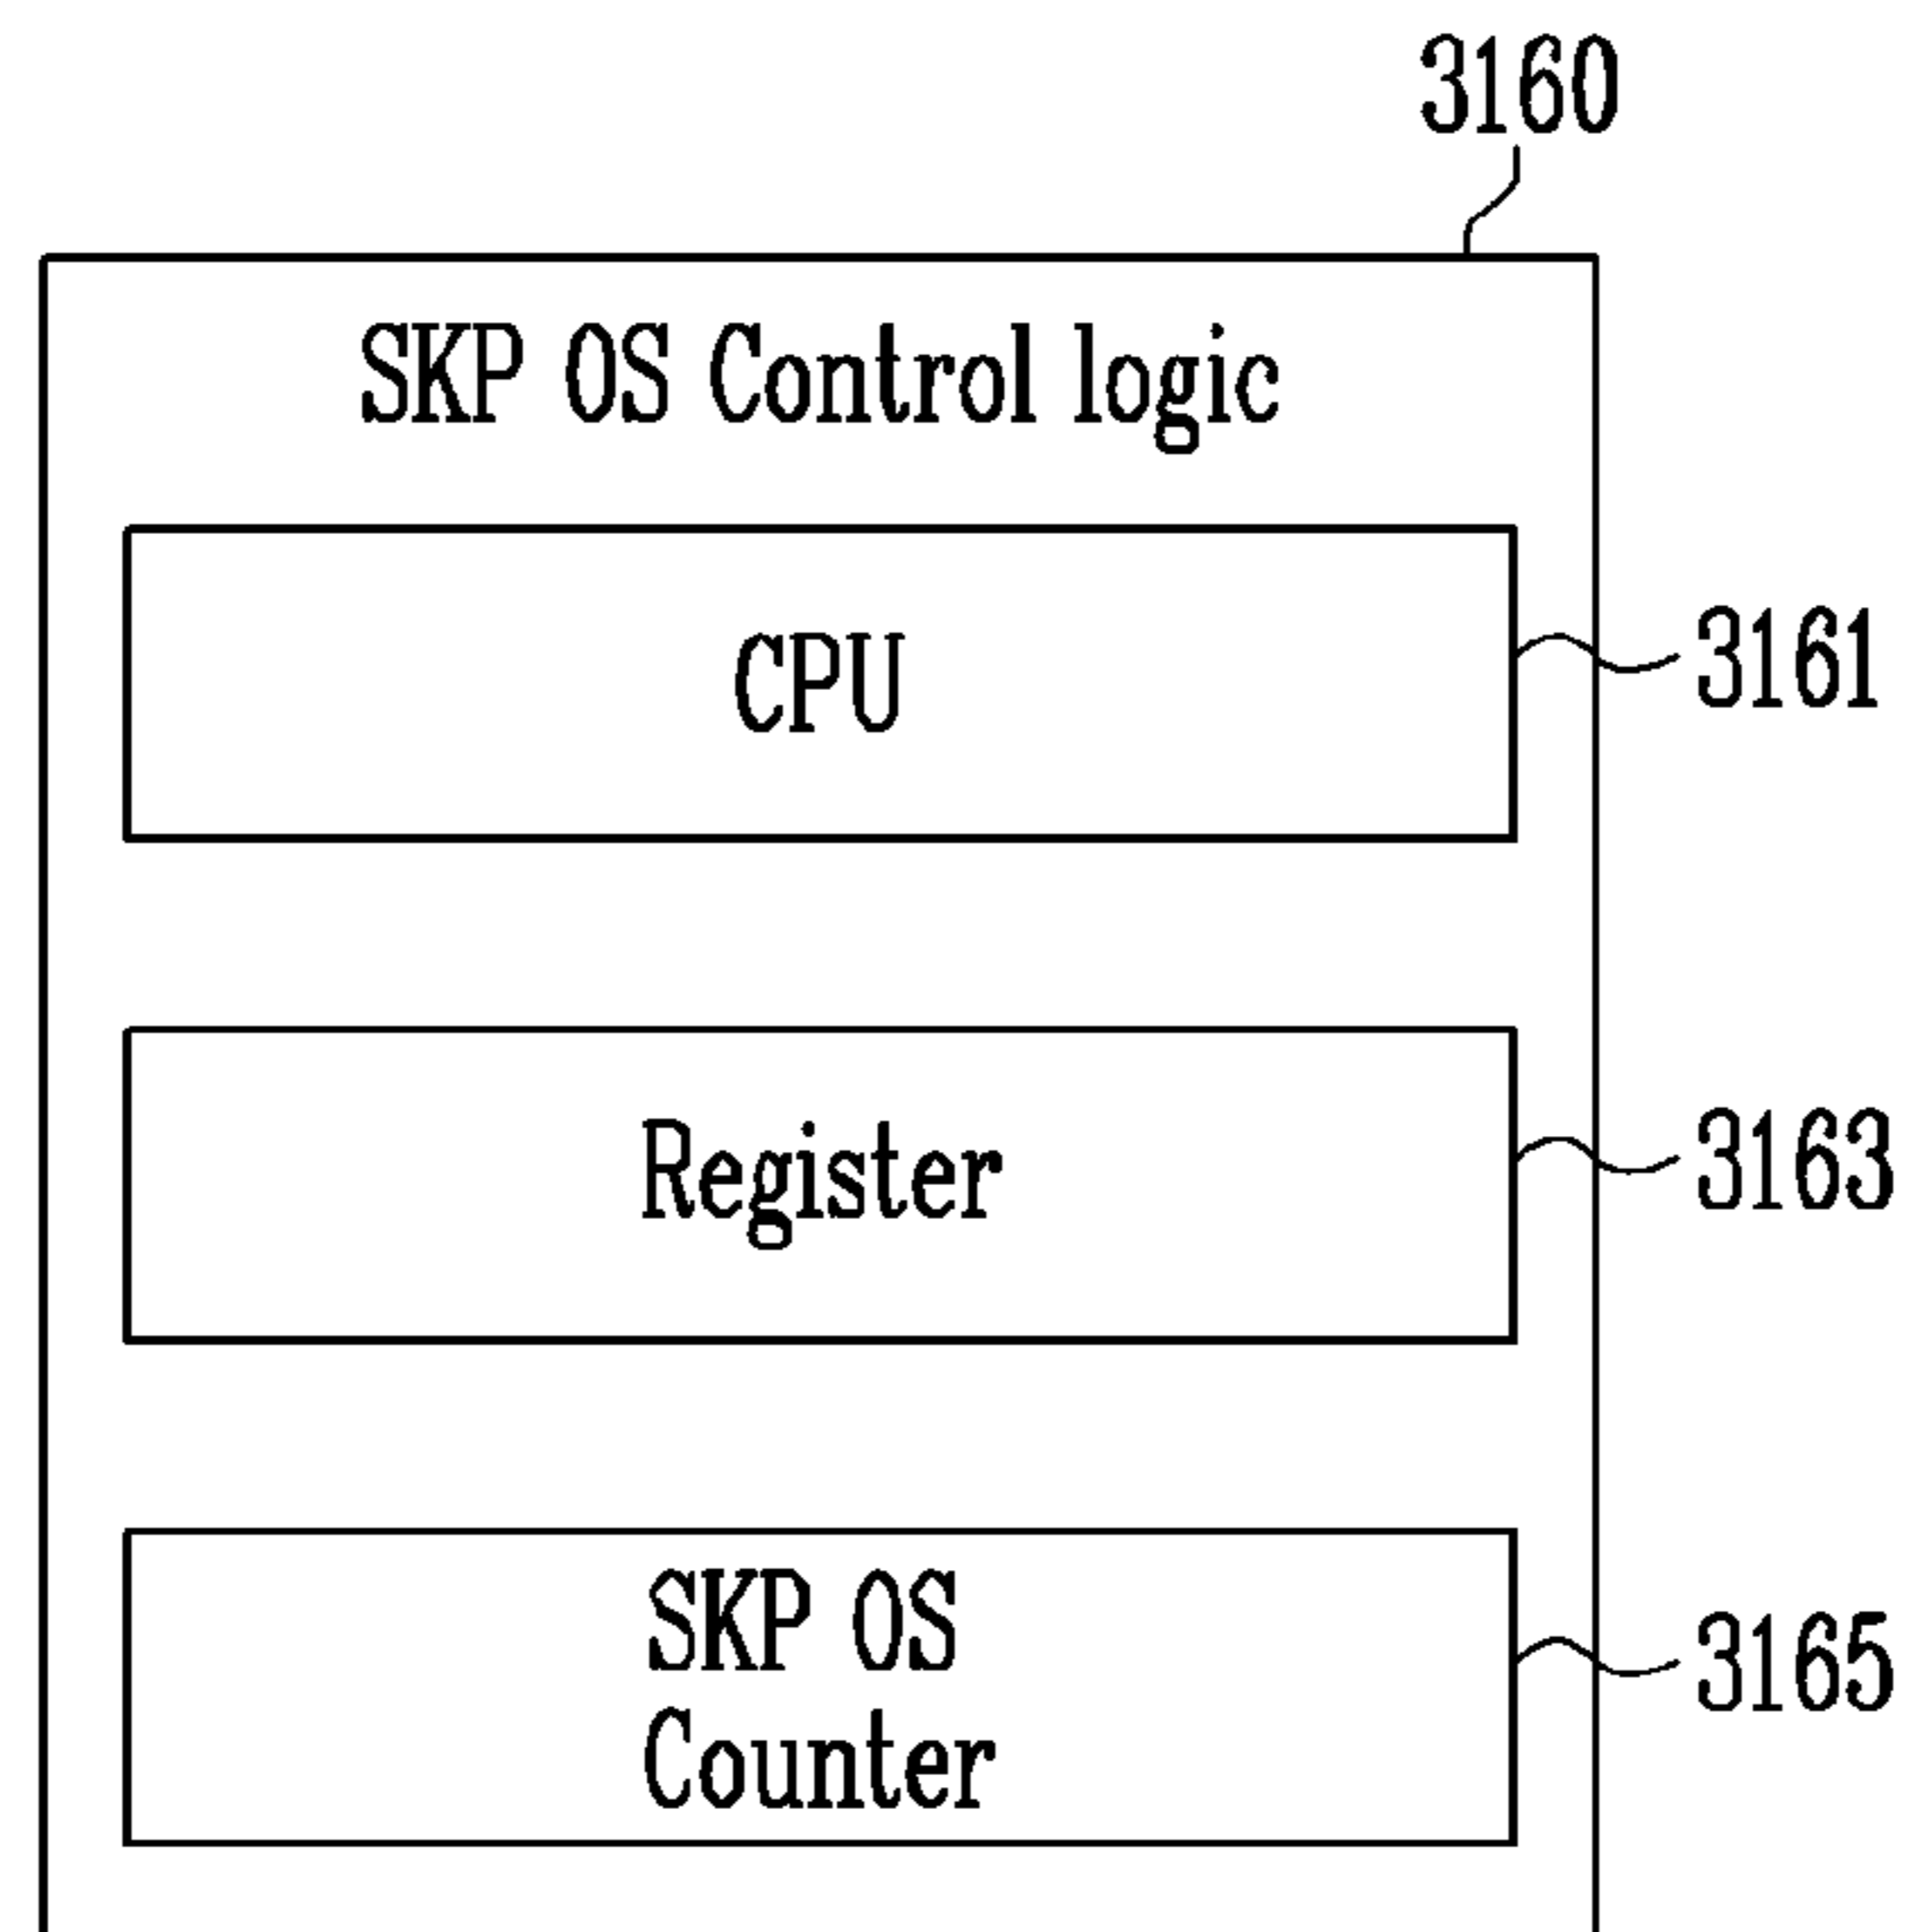 3160
SKP OS Control logic
CPU
3161
Register
3163
SKP OS
Counter
3165